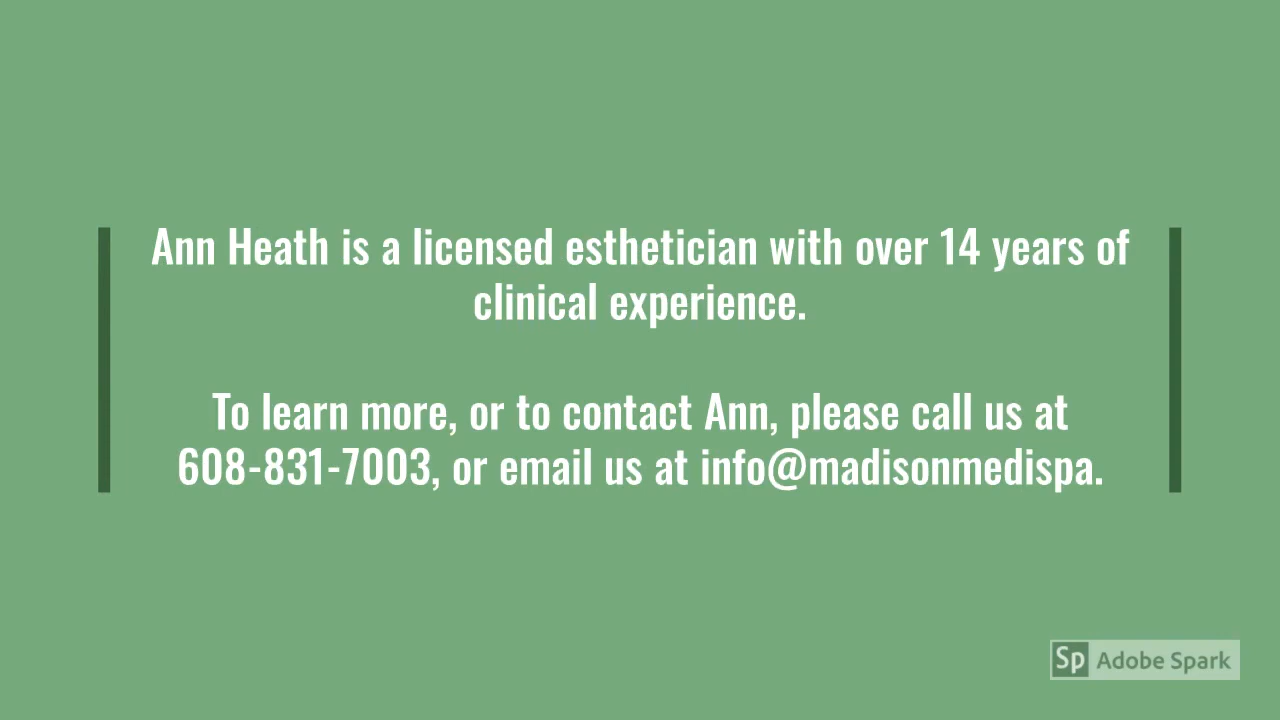 Ann Heath is a licensed esthetician with over 14 years of
clinical experience.
To learn more, or to contact Ann, please call us at
608-831-7003, or email us at info@madisonmedispa.
Sp Adobe Spark